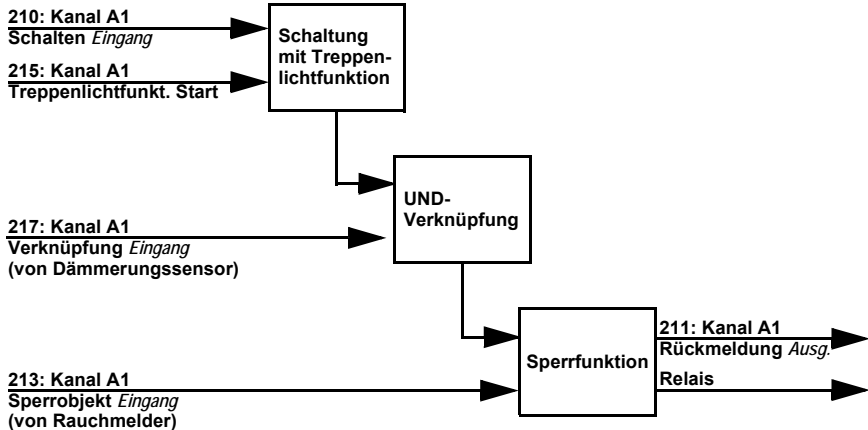 210: Kanal A1
Schalten Eingang
215: Kanal A1
Treppenlichtfunkt. Start
Schaltung
mit Treppen-
lichtfunktion
UND-
Verknüpfung
217: Kanal A1
Verknüpfung Eingang
(von Dämmerungssensor)
Sperrfunktion
211: Kanal A1
Rückmeldung Ausg.
Relais
213: Kanal A1
Sperrobjekt Eingang
(von Rauchmelder)